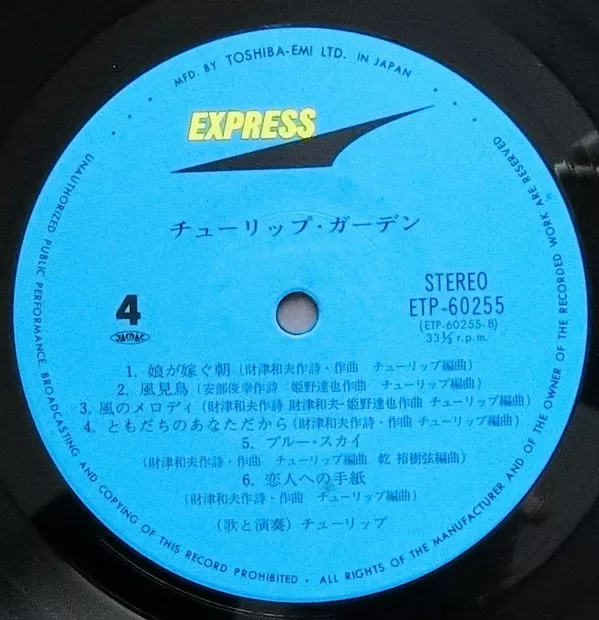 MFD. BY TOSHIBA-EMI LTD. IN JAPAN
EXPRESS
チューリップ・ガーデン
STEREO
4
ETP-60255
(ETP-60255-B)
JASRAC
33⅓ r.p.m.
1. 娘が嫁ぐ朝 (財津和夫作詩・作曲 チューリップ編曲)
2. 風見鳥 (安部俊幸作詩 姫野達也作曲 チューリップ編曲)
3. 風のメロディ (財津和夫作詩 財津和夫-姫野達也作曲 チューリップ編曲)
4. ともだちのあなただから (財津和夫作詩・作曲 チューリップ編曲)
5. ブルー・スカイ
(財津和夫作詩・作曲 チューリップ編曲 乾 裕樹弦編曲)
6. 恋人への手紙
(財津和夫作詩・作曲 チューリップ編曲)
(歌と演奏) チューリップ
UNAUTHORIZED PUBLIC PERFORMANCE, BROADCASTING AND COPYING OF THIS RECORD PROHIBITED • ALL RIGHTS OF THE MANUFACTURER AND OF THE OWNER OF THE RECORDED WORK ARE RESERVED